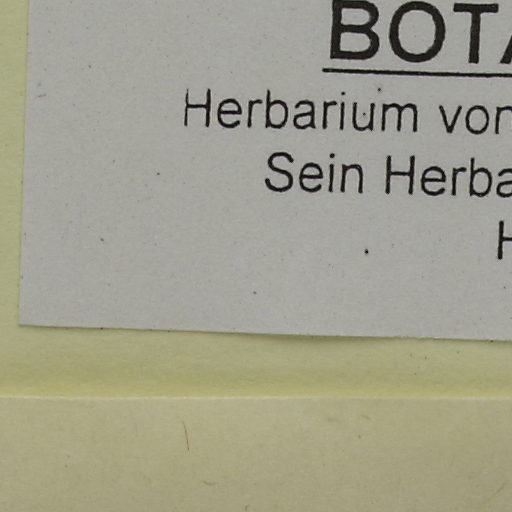 BOTA
Herbarium von
Sein Herba
H